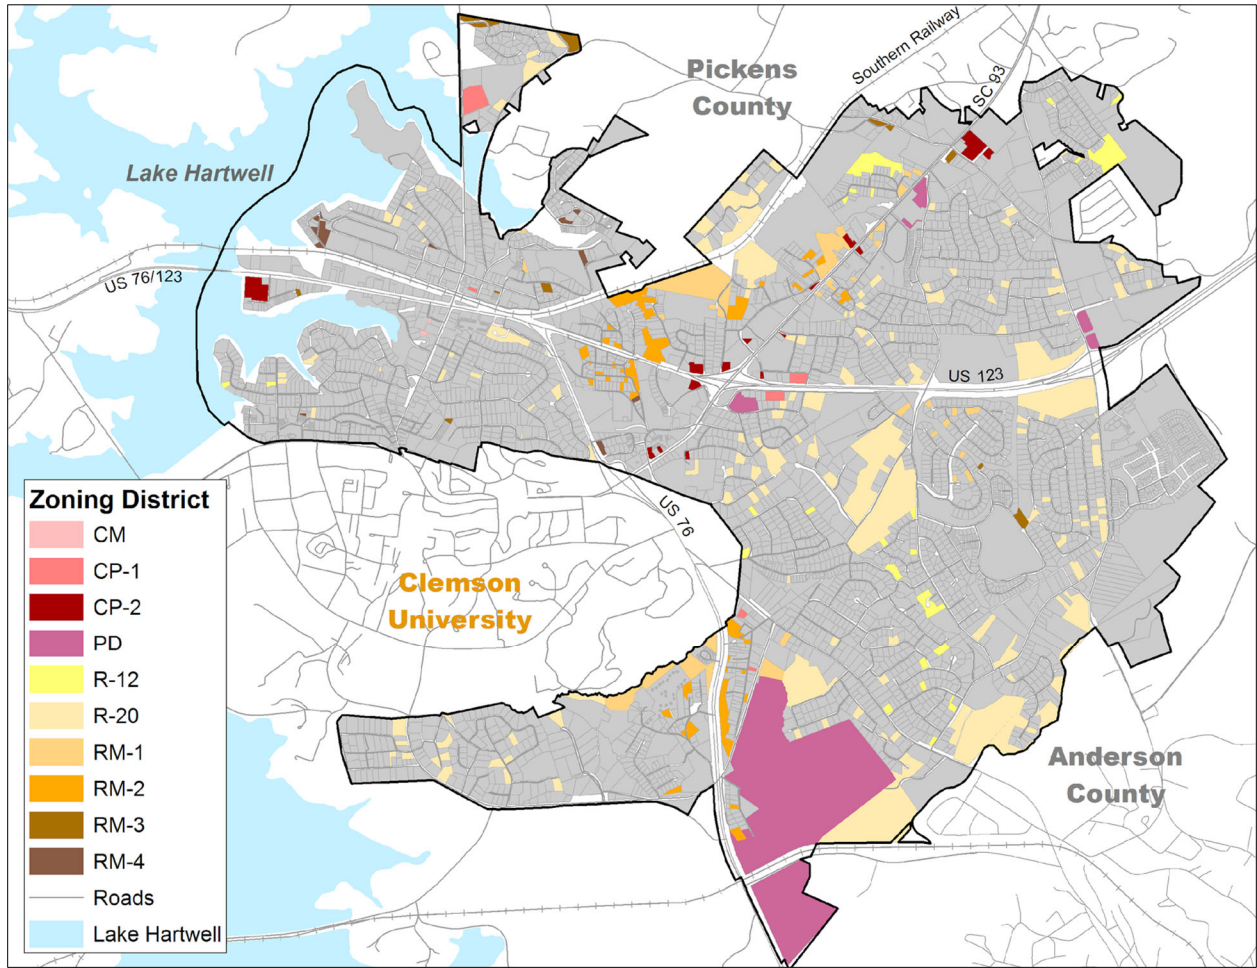 Southern Railway
SC 93
Pickens
County
Lake Hartwell
US 76/123
US 123
US 76
Clemson
University
Anderson
County
Zoning District
CM
CP-1
CP-2
PD
R-12
R-20
RM-1
RM-2
RM-3
RM-4
Roads
Lake Hartwell